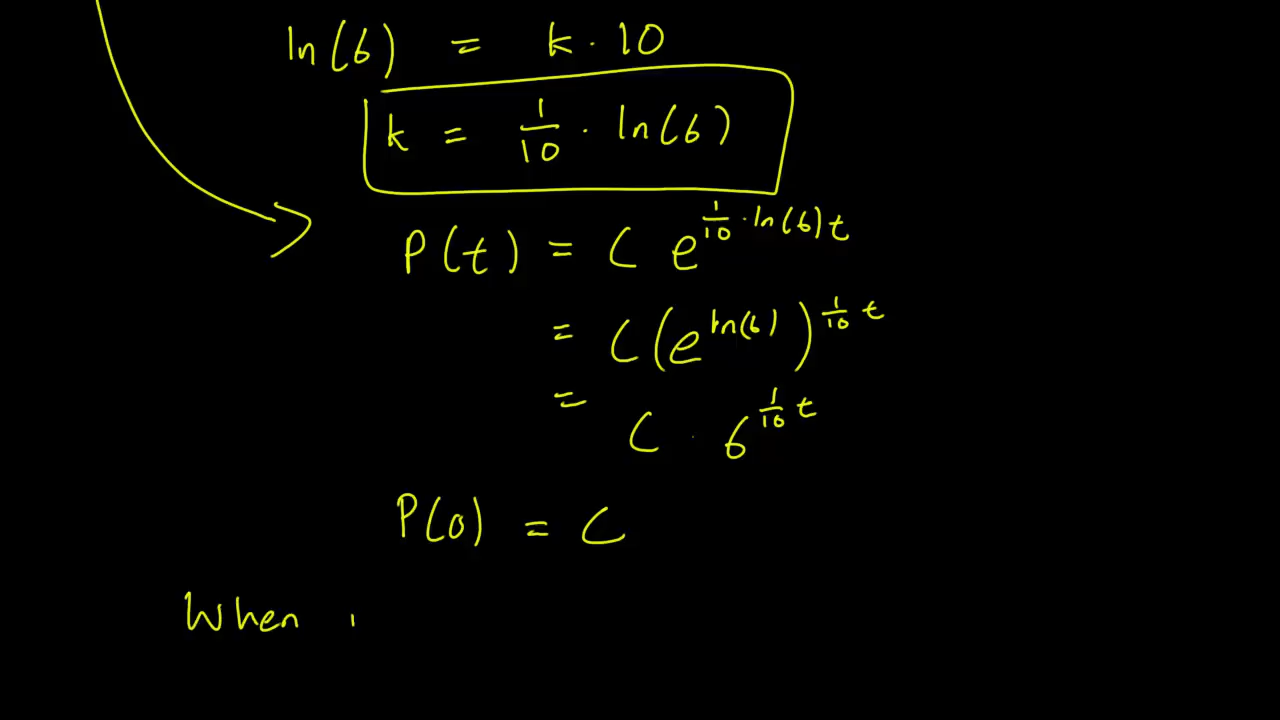 ln(6) = k · 10
k = 1/10 · ln(6)
P(t) = C e^{1/10 · ln(6) t}
= C (e^{ln(6)})^{1/10 t}
= C · 6^{1/10 t}
P(0) = C
When